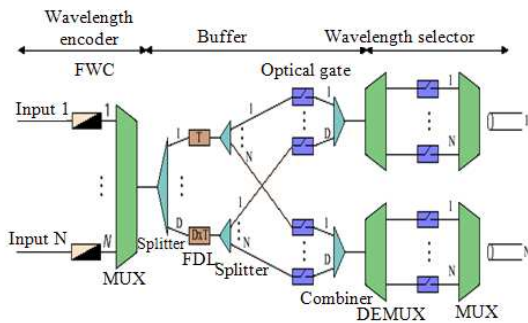 Wavelength encoder
Buffer
Wavelength selector
FWC
Optical gate
Input 1
1
1
T
1
N
1
D
1
N
1
Input N
N
D
DxT
1
N
1
D
1
N
N
Splitter
FDL
Splitter
Combiner
MUX
DEMUX
MUX